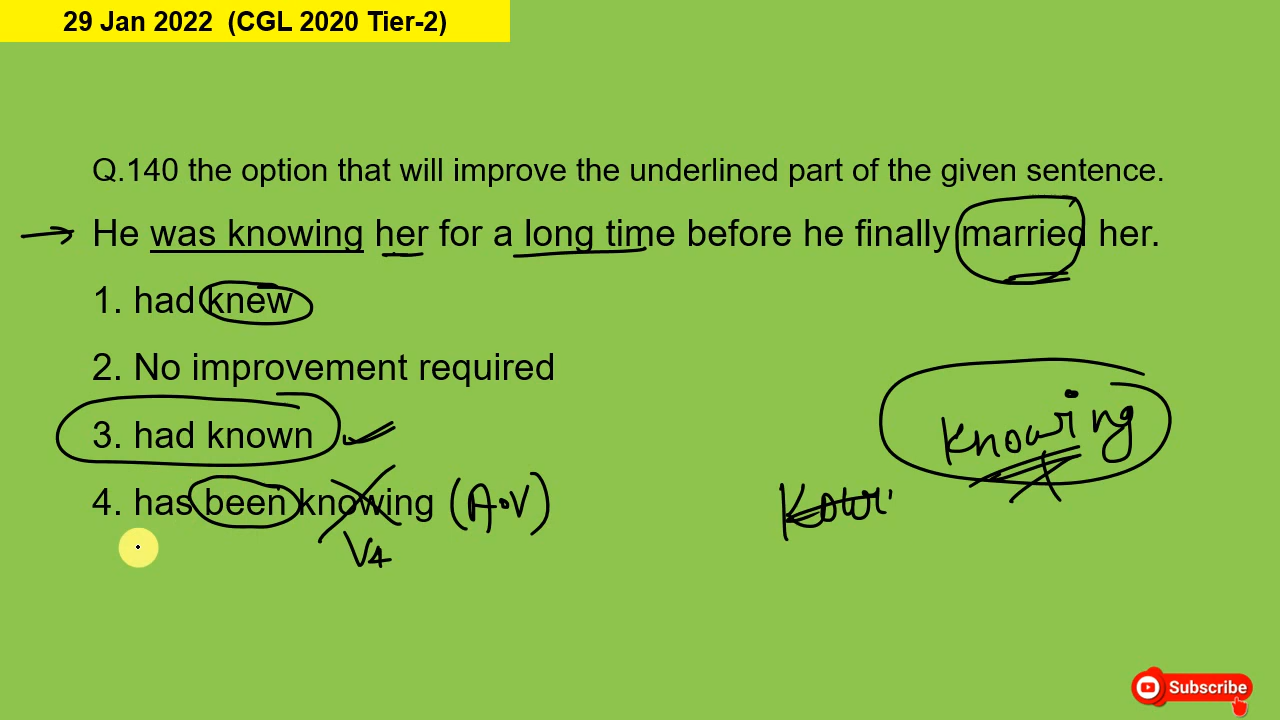 29 Jan 2022 (CGL 2020 Tier-2)
Q.140 the option that will improve the underlined part of the given sentence.
He was knowing her for a long time before he finally married her.
1. had knew
2. No improvement required
3. had known
knowing
4. has been knowing (A.V)
V4
Subscribe